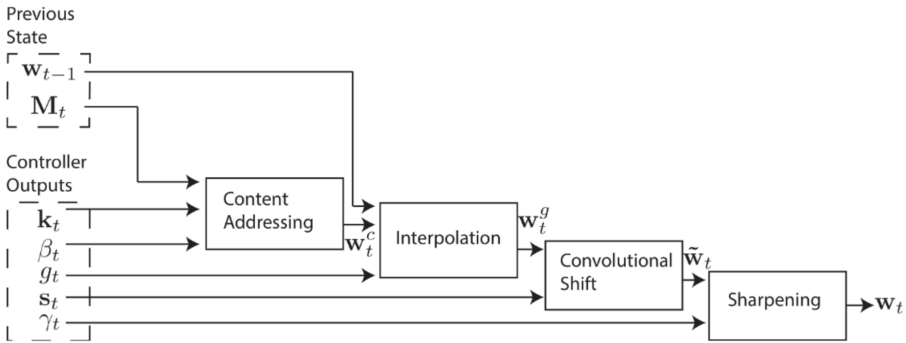 Previous
State
w_{t-1}
M_t
Controller
Outputs
k_t
β_t
g_t
s_t
γ_t
Content
Addressing
w_t^c
Interpolation
w_t^g
Convolutional
Shift
w̃_t
Sharpening
w_t